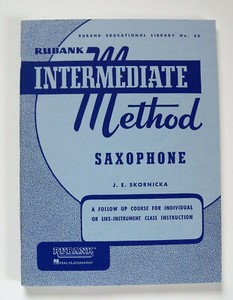 RUBANK EDUCATIONAL LIBRARY No. 58
RUBANK
INTERMEDIATE
Method
SAXOPHONE
J. E. SKORNICKA
A FOLLOW UP COURSE FOR INDIVIDUAL
OR LIKE-INSTRUMENT CLASS INSTRUCTION
RUBANK
HAL•LEONARD